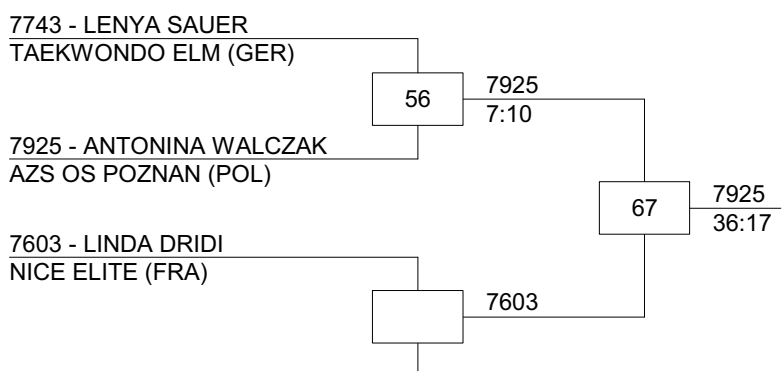 7743 - LENYA SAUER
TAEKWONDO ELM (GER)
56
7925
7:10
7925 - ANTONINA WALCZAK
AZS OS POZNAN (POL)
67
7925
36:17
7603 - LINDA DRIDI
NICE ELITE (FRA)
7603